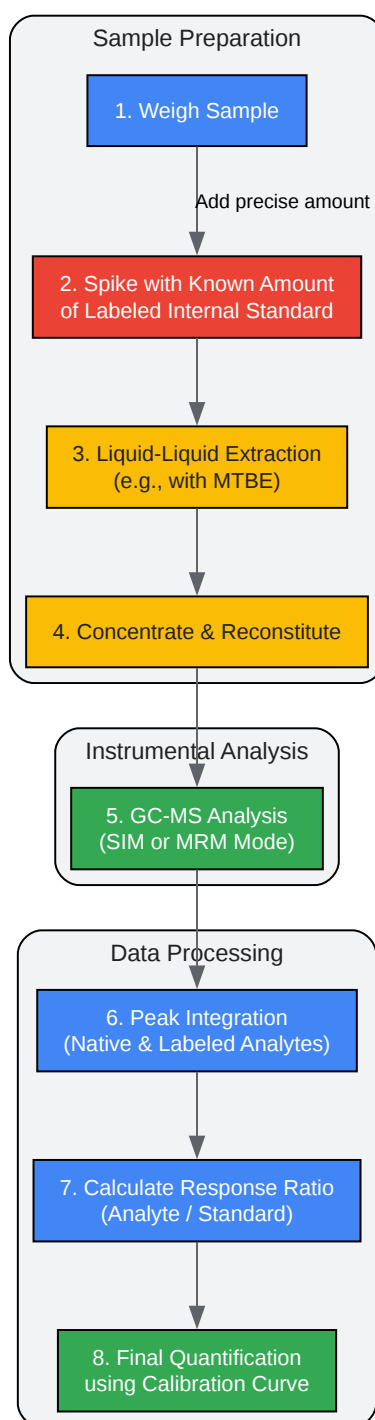 Sample Preparation
1. Weigh Sample
Add precise amount
2. Spike with Known Amount
of Labeled Internal Standard
3. Liquid-Liquid Extraction
(e.g., with MTBE)
4. Concentrate & Reconstitute
Instrumental Analysis
5. GC-MS Analysis
(SIM or MRM Mode)
Data Processing
6. Peak Integration
(Native & Labeled Analytes)
7. Calculate Response Ratio
(Analyte / Standard)
8. Final Quantification
using Calibration Curve